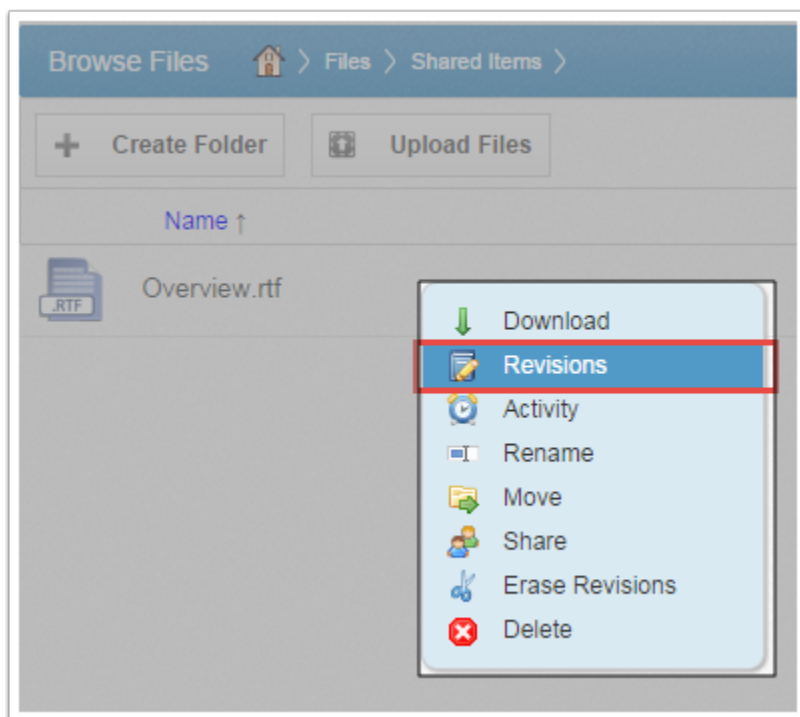 Browse Files > Files > Shared Items >
+ Create Folder Upload Files
Name ↑
.RTF Overview.rtf
Download
Revisions
Activity
Rename
Move
Share
Erase Revisions
Delete